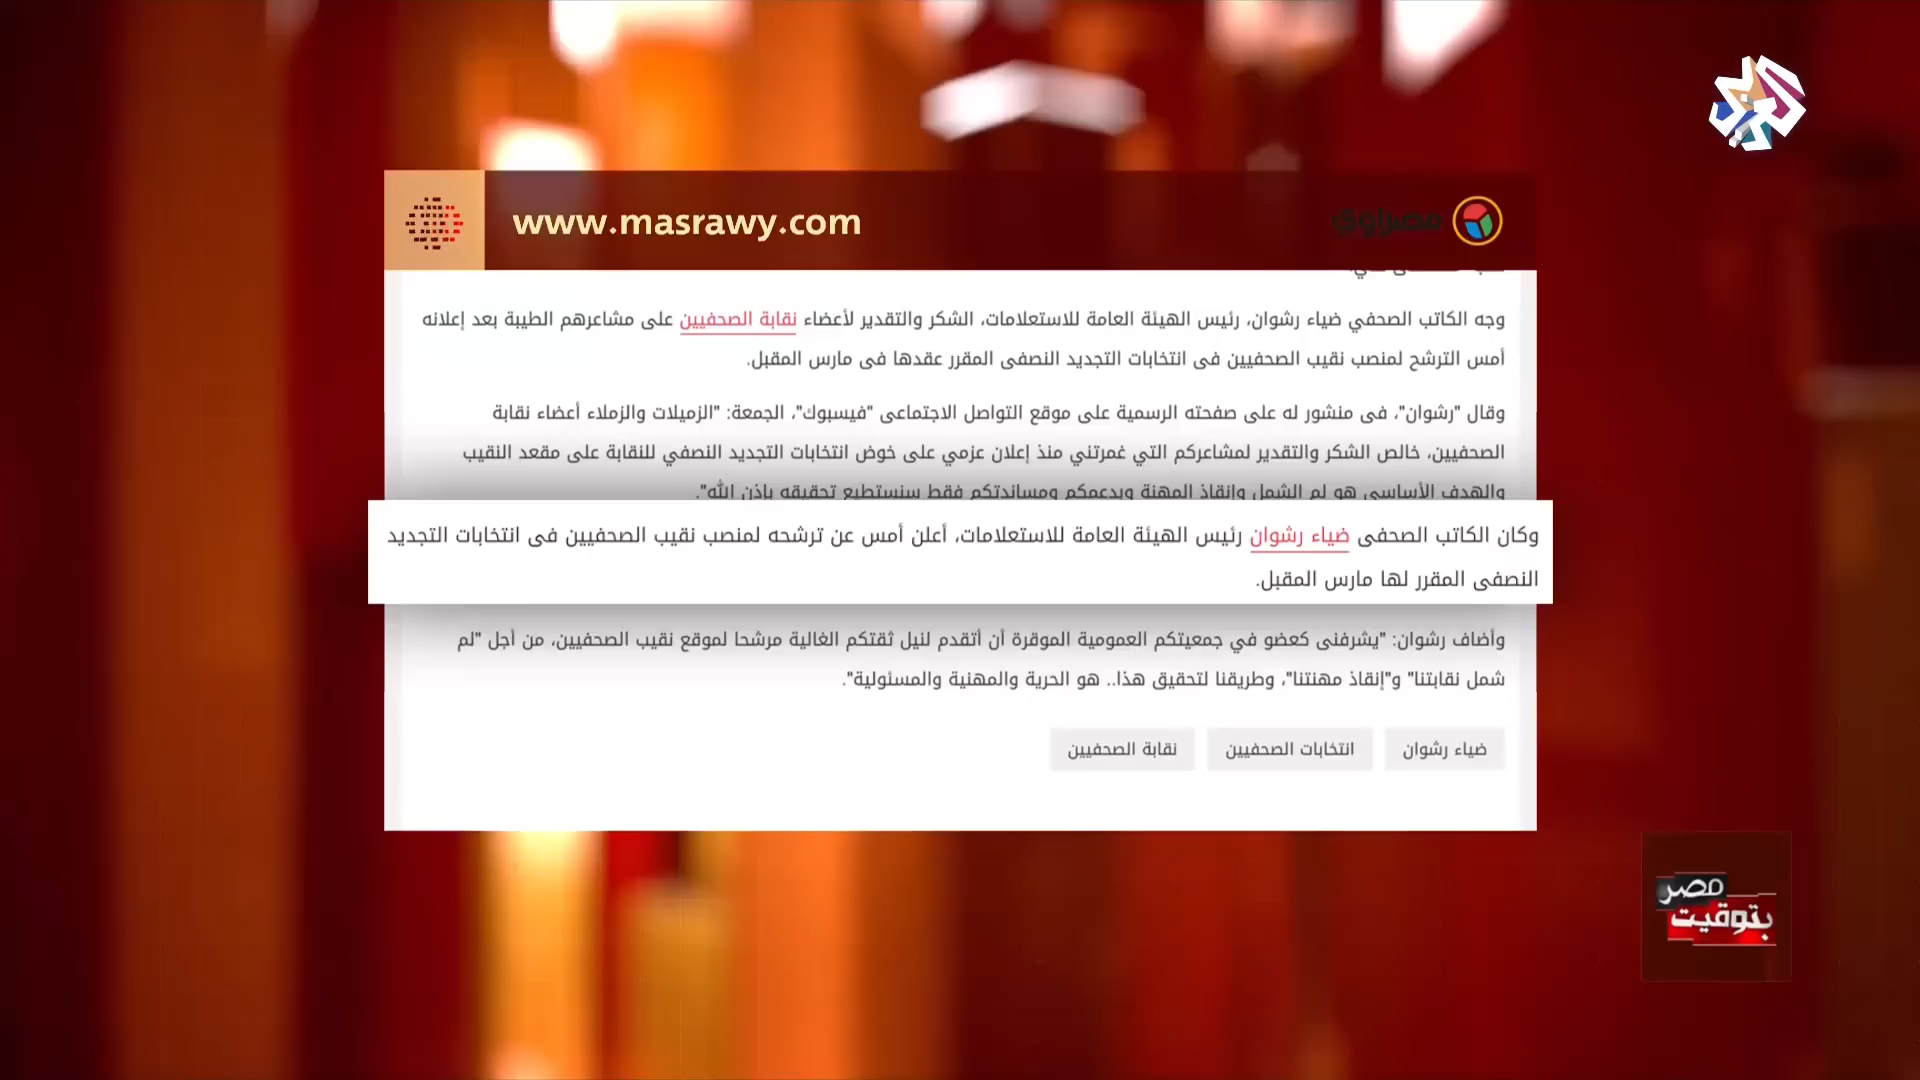 www.masrawy.com
مصراوي
وجه الكاتب الصحفي ضياء رشوان، رئيس الهيئة العامة للاستعلامات، الشكر والتقدير لأعضاء نقابة الصحفيين على مشاعرهم الطيبة بعد إعلانه
أمس الترشح لمنصب نقيب الصحفيين فى انتخابات التجديد النصفى المقرر عقدها فى مارس المقبل.
وقال "رشوان"، فى منشور له على صفحته الرسمية على موقع التواصل الاجتماعى "فيسبوك"، الجمعة: "الزميلات والزملاء أعضاء نقابة
الصحفيين، خالص الشكر والتقدير لمشاعركم التي غمرتني منذ إعلان عزمي على خوض انتخابات التجديد النصفي للنقابة على مقعد النقيب
والهدف الأساسي هو لم الشمل وإنقاذ المهنة وبدعمكم ومساندتكم فقط سنستطيع تحقيقه بإذن الله".
وكان الكاتب الصحفى ضياء رشوان رئيس الهيئة العامة للاستعلامات، أعلن أمس عن ترشحه لمنصب نقيب الصحفيين فى انتخابات التجديد
النصفى المقرر لها مارس المقبل.
وأضاف رشوان: "يشرفنى كعضو في جمعيتكم العمومية الموقرة أن أتقدم لنيل ثقتكم الغالية مرشحا لموقع نقيب الصحفيين، من أجل "لم
شمل نقابتنا" و"إنقاذ مهنتنا"، وطريقنا لتحقيق هذا.. هو الحرية والمهنية والمسئولية".
ضياء رشوان
انتخابات الصحفيين
نقابة الصحفيين
مصر
بتوقيت